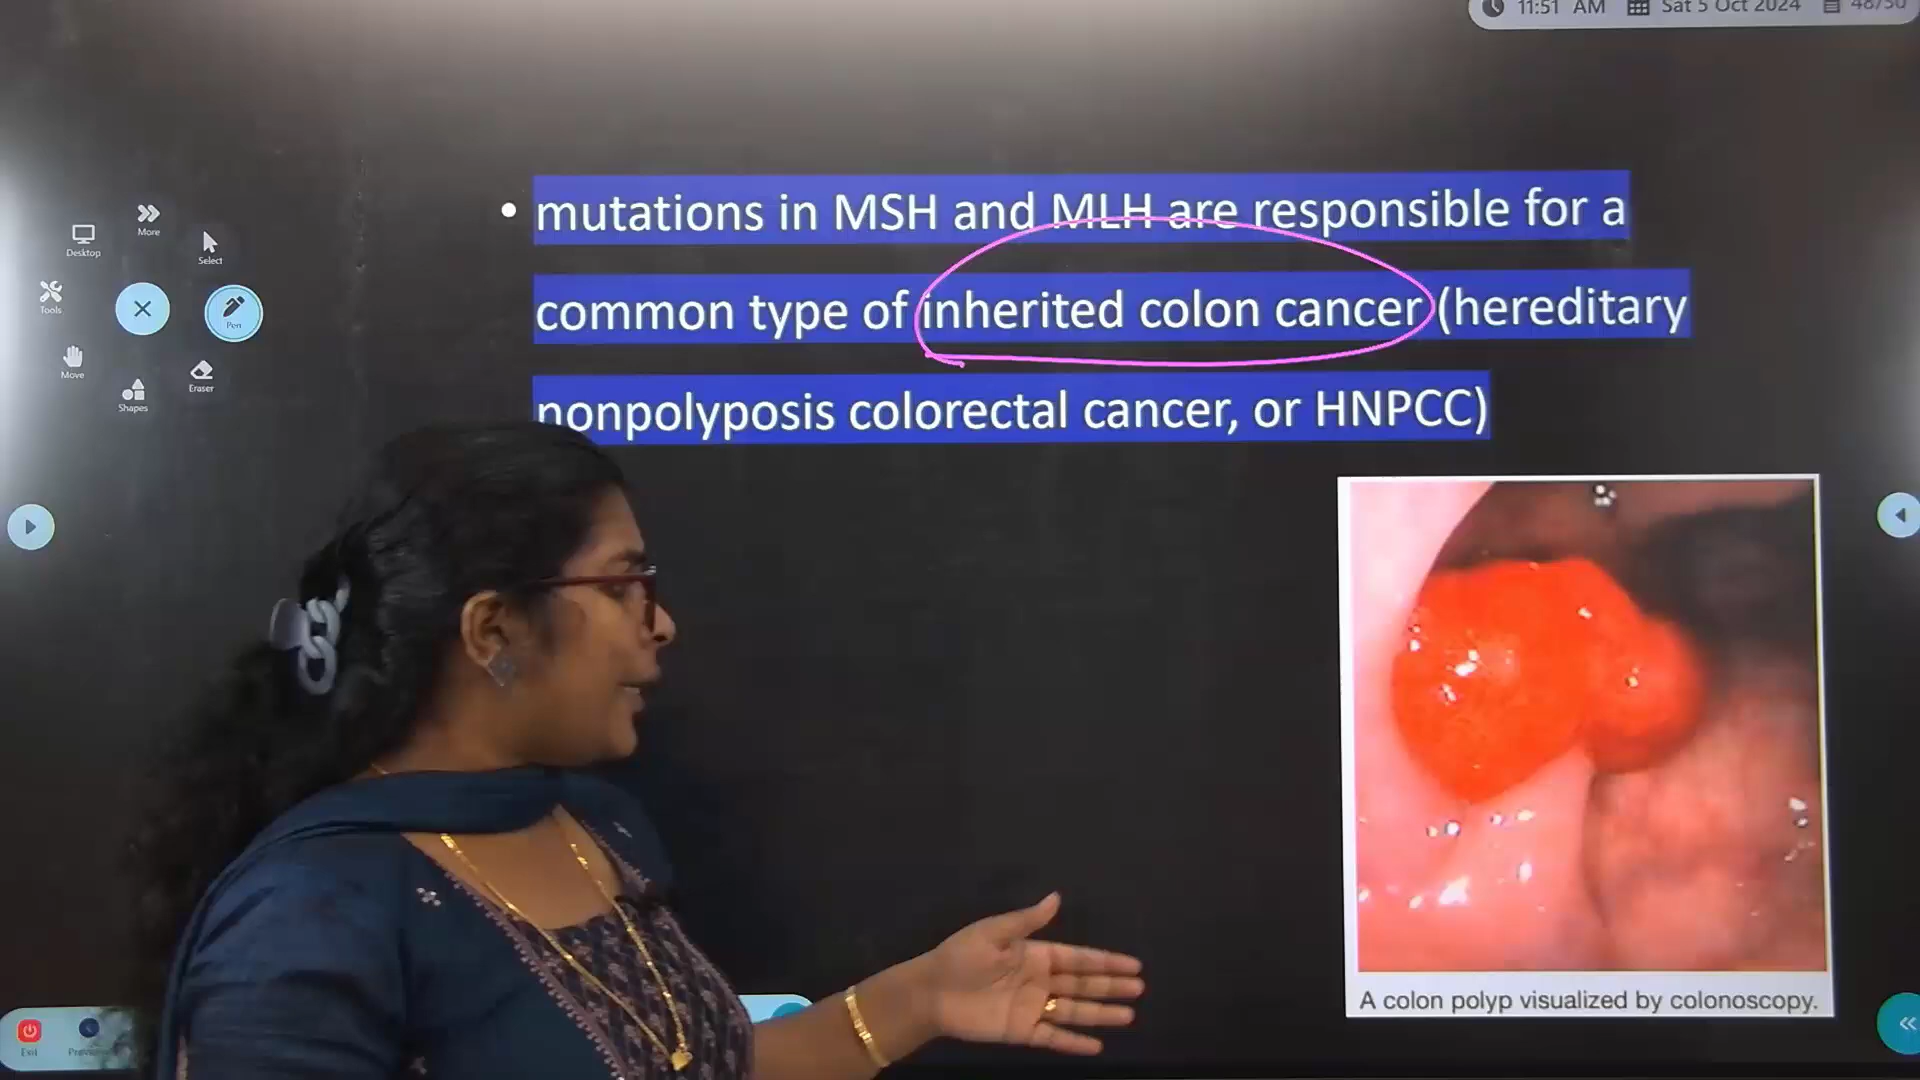 11:51 AM Sat 5 Oct 2024 48/50
• mutations in MSH and MLH are responsible for a
common type of inherited colon cancer (hereditary
nonpolyposis colorectal cancer, or HNPCC)
More
Desktop
Select
Tools
Pen
Move
Eraser
Shapes
A colon polyp visualized by colonoscopy.
Exit